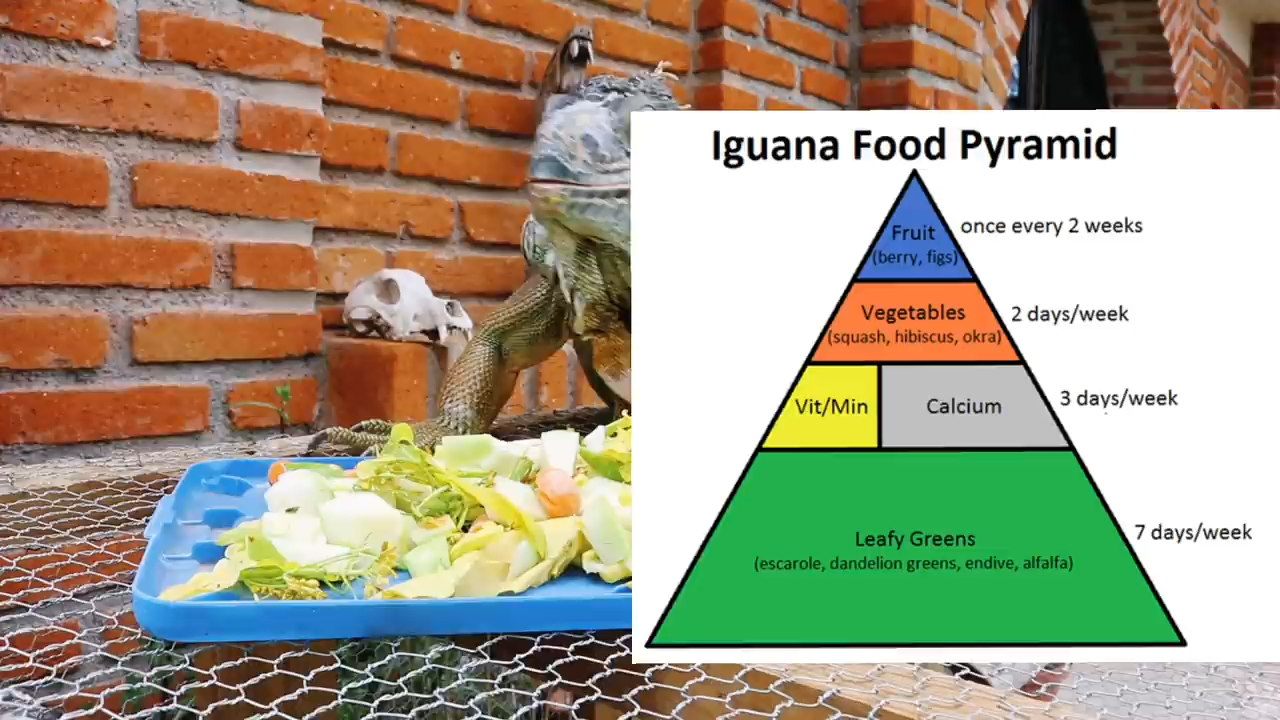 Iguana Food Pyramid
Fruit
(berry, figs)
once every 2 weeks
Vegetables
(squash, hibiscus, okra)
2 days/week
Vit/Min
Calcium
3 days/week
Leafy Greens
(escarole, dandelion greens, endive, alfalfa)
7 days/week